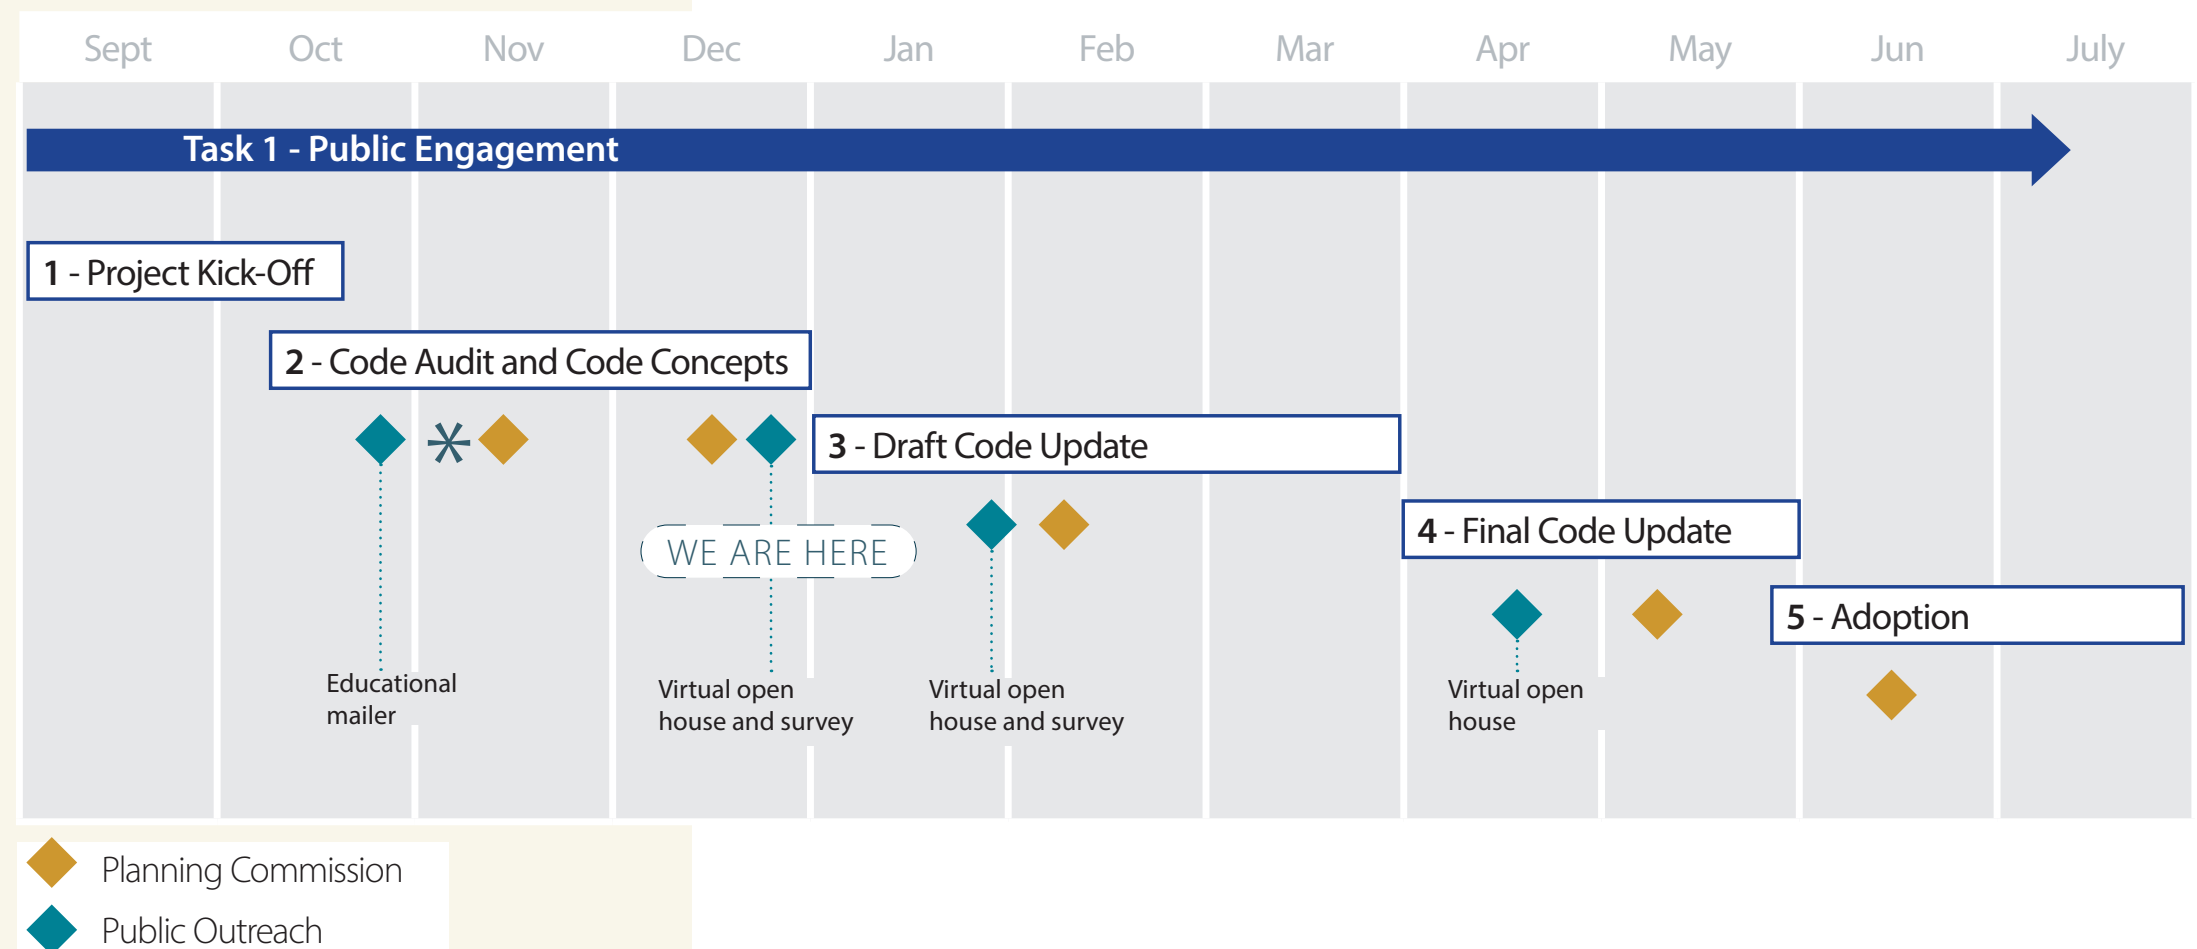 Sept Oct Nov Dec Jan Feb Mar Apr May Jun July
Task 1 - Public Engagement
1 - Project Kick-Off
2 - Code Audit and Code Concepts
3 - Draft Code Update
4 - Final Code Update
WE ARE HERE
5 - Adoption
Educational
mailer
Virtual open
house and survey
Virtual open
house and survey
Virtual open
house
Planning Commission
Public Outreach